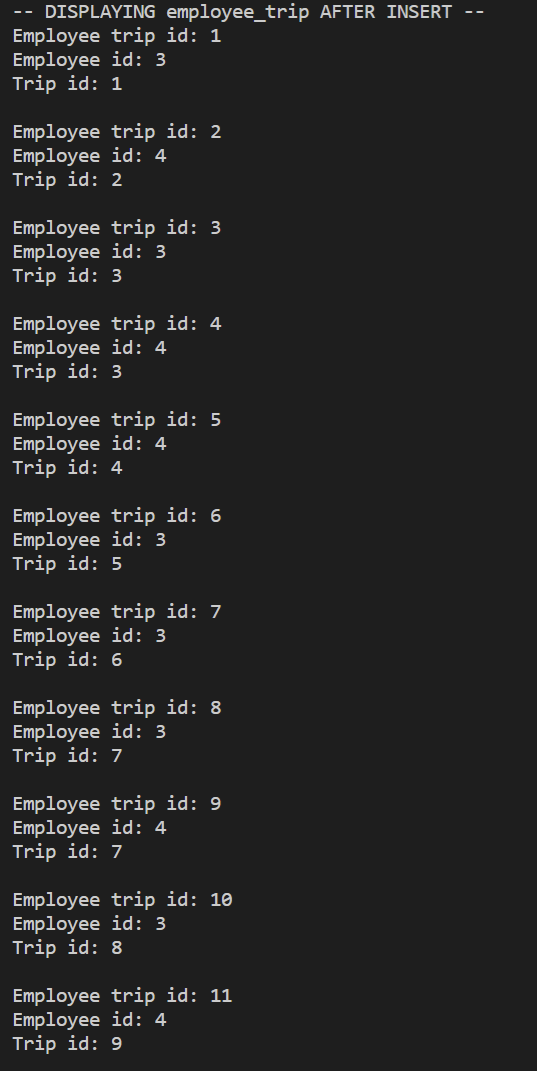 -- DISPLAYING employee_trip AFTER INSERT --
Employee trip id: 1
Employee id: 3
Trip id: 1
Employee trip id: 2
Employee id: 4
Trip id: 2
Employee trip id: 3
Employee id: 3
Trip id: 3
Employee trip id: 4
Employee id: 4
Trip id: 3
Employee trip id: 5
Employee id: 4
Trip id: 4
Employee trip id: 6
Employee id: 3
Trip id: 5
Employee trip id: 7
Employee id: 3
Trip id: 6
Employee trip id: 8
Employee id: 3
Trip id: 7
Employee trip id: 9
Employee id: 4
Trip id: 7
Employee trip id: 10
Employee id: 3
Trip id: 8
Employee trip id: 11
Employee id: 4
Trip id: 9